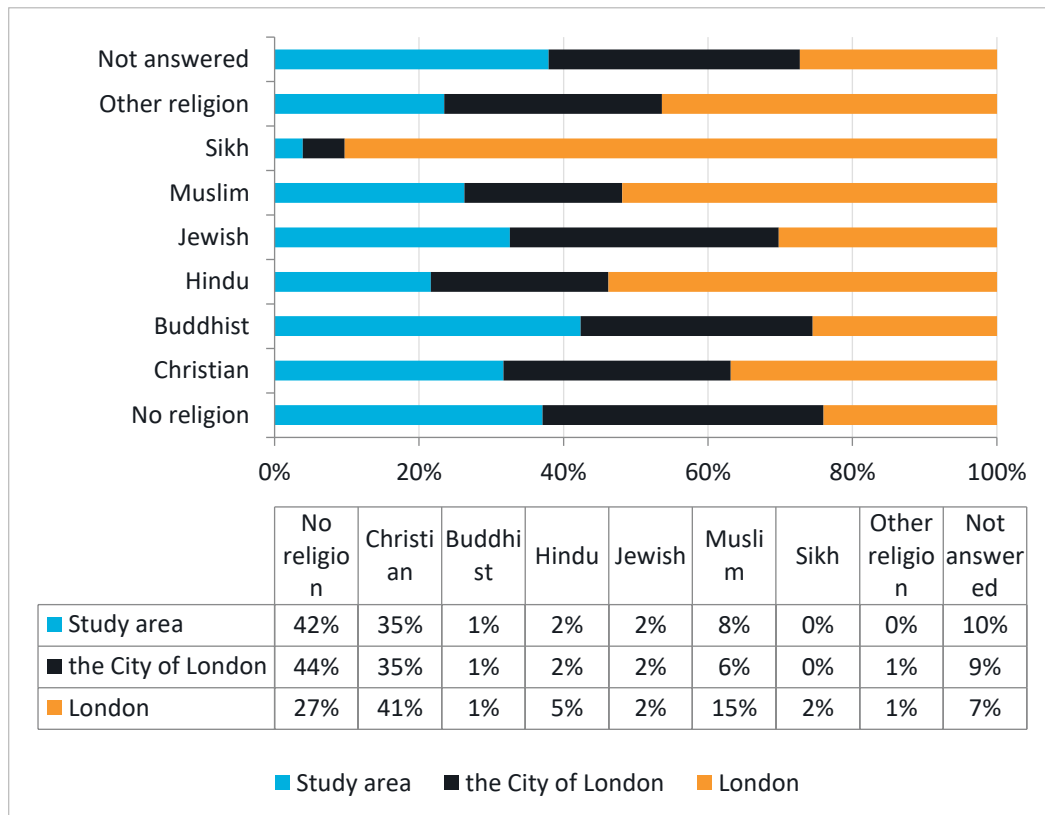 Not answered
Other religion
Sikh
Muslim
Jewish
Hindu
Buddhist
Christian
No religion
0% 20% 40% 60% 80% 100%
No
religio
n
Christi
an
Buddhi
st
Hindu
Jewish
Musli
m
Sikh
Other
religio
n
Not
answer
ed
Study area 42% 35% 1% 2% 2% 8% 0% 0% 10%
the City of London 44% 35% 1% 2% 2% 6% 0% 1% 9%
London 27% 41% 1% 5% 2% 15% 2% 1% 7%
Study area the City of London London